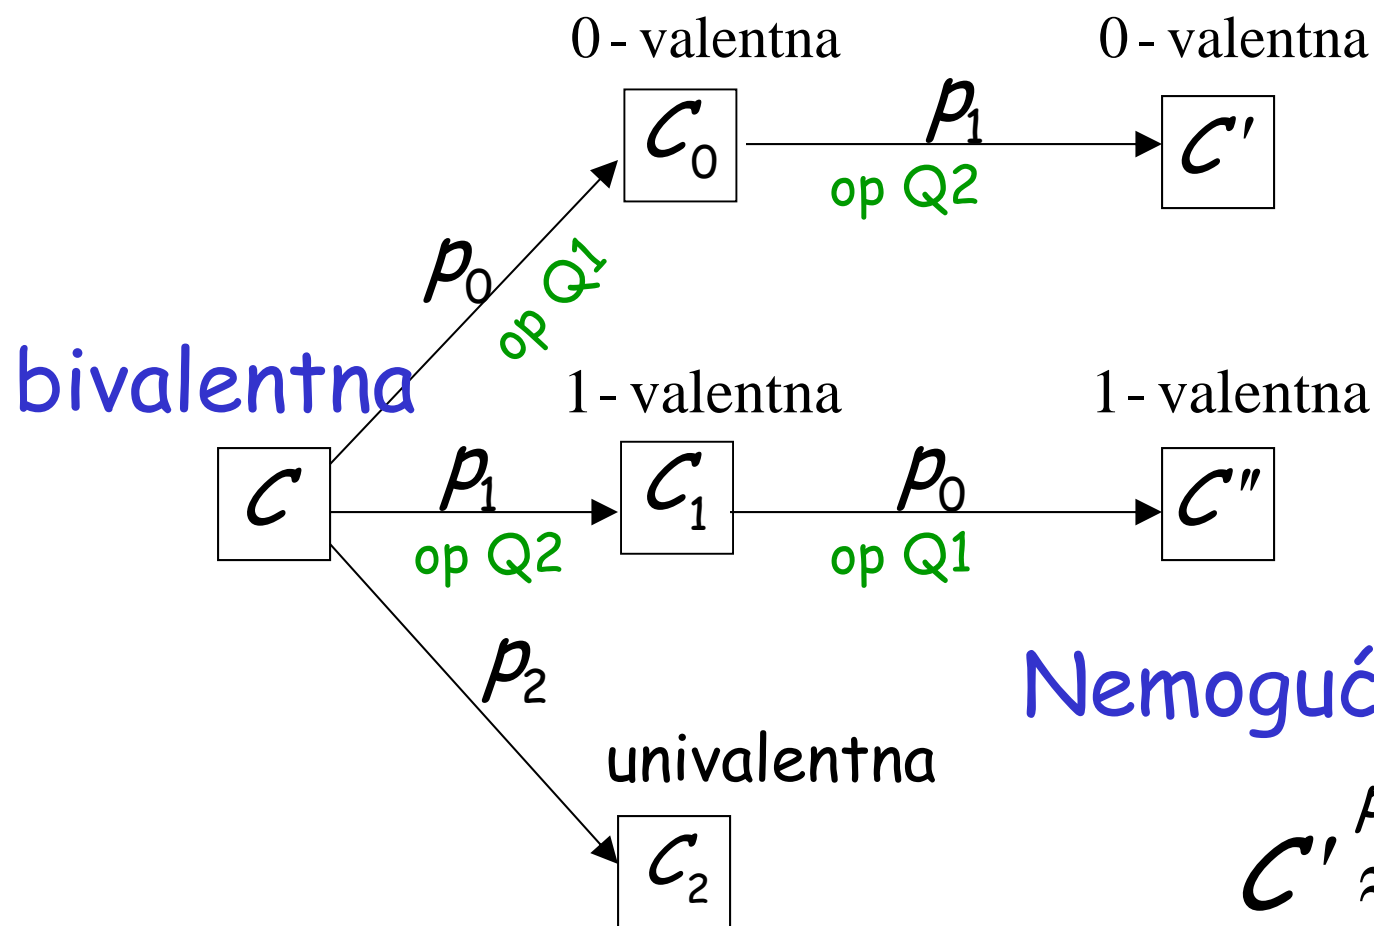 0 - valentna
0 - valentna
C₀
p₁
C'
op Q2
p₀
op Q1
bivalentna
1 - valentna
1 - valentna
C
p₁
C₁
p₀
C"
op Q2
op Q1
p₂
univalentna
C₂
C'